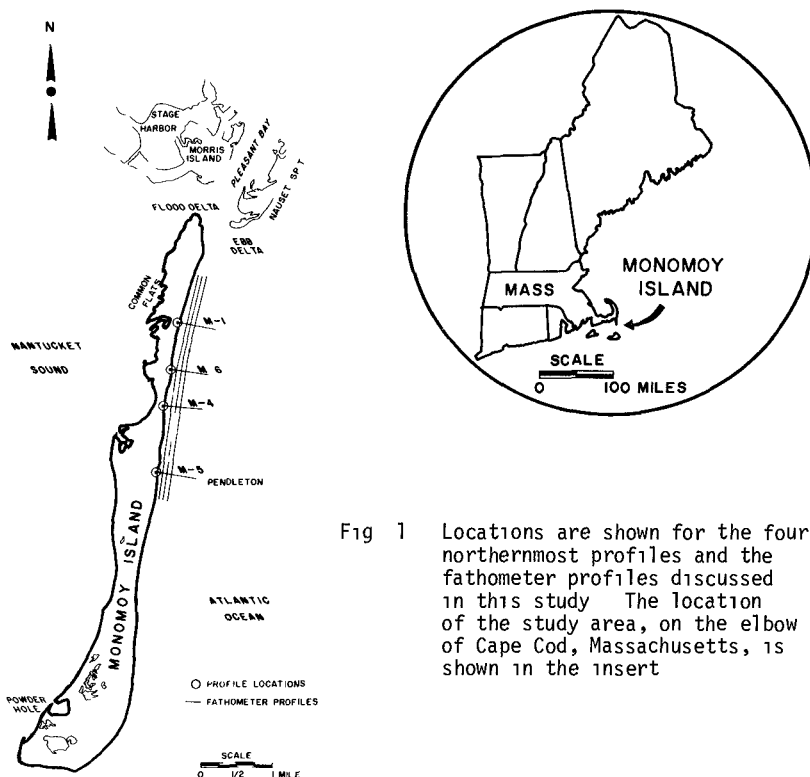 N
STAGE
HARBOR
MORRIS
ISLAND
PLEASANT BAY
NAUSET SPIT
FLOOD DELTA
EBB
DELTA
COMMON
FLATS
NANTUCKET
SOUND
M-1
M 6
M-4
M-5
PENDLETON
MONOMOY ISLAND
ATLANTIC
OCEAN
POWDER
HOLE
PROFILE LOCATIONS
FATHOMETER PROFILES
SCALE
0 1/2 1 MILE
MASS
MONOMOY
ISLAND
SCALE
0 100 MILES
Fig 1 Locations are shown for the four
northernmost profiles and the
fathometer profiles discussed
in this study The location
of the study area, on the elbow
of Cape Cod, Massachusetts, is
shown in the insert